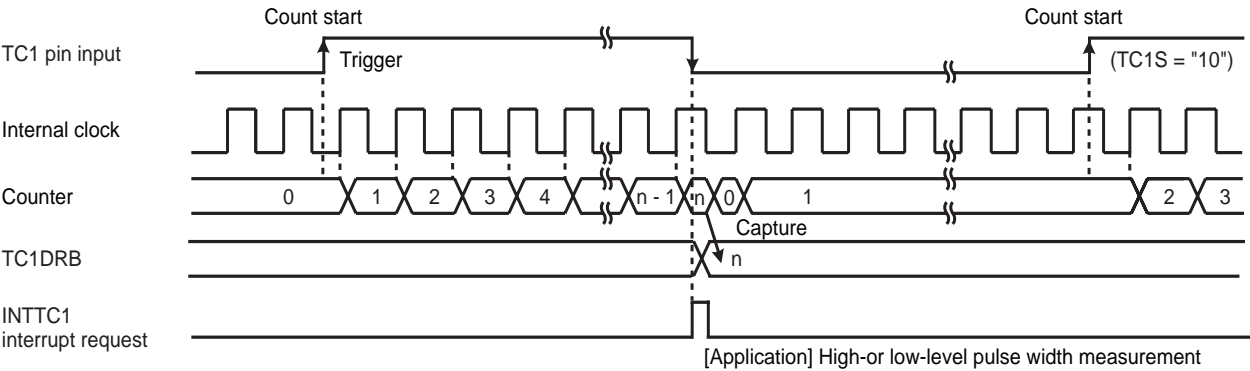 Count start
Count start
TC1 pin input
Trigger
(TC1S = "10")
Internal clock
Counter
0 1 2 3 4 n - 1 n 0 1 2 3
Capture
TC1DRB
n
INTTC1
interrupt request
[Application] High-or low-level pulse width measurement